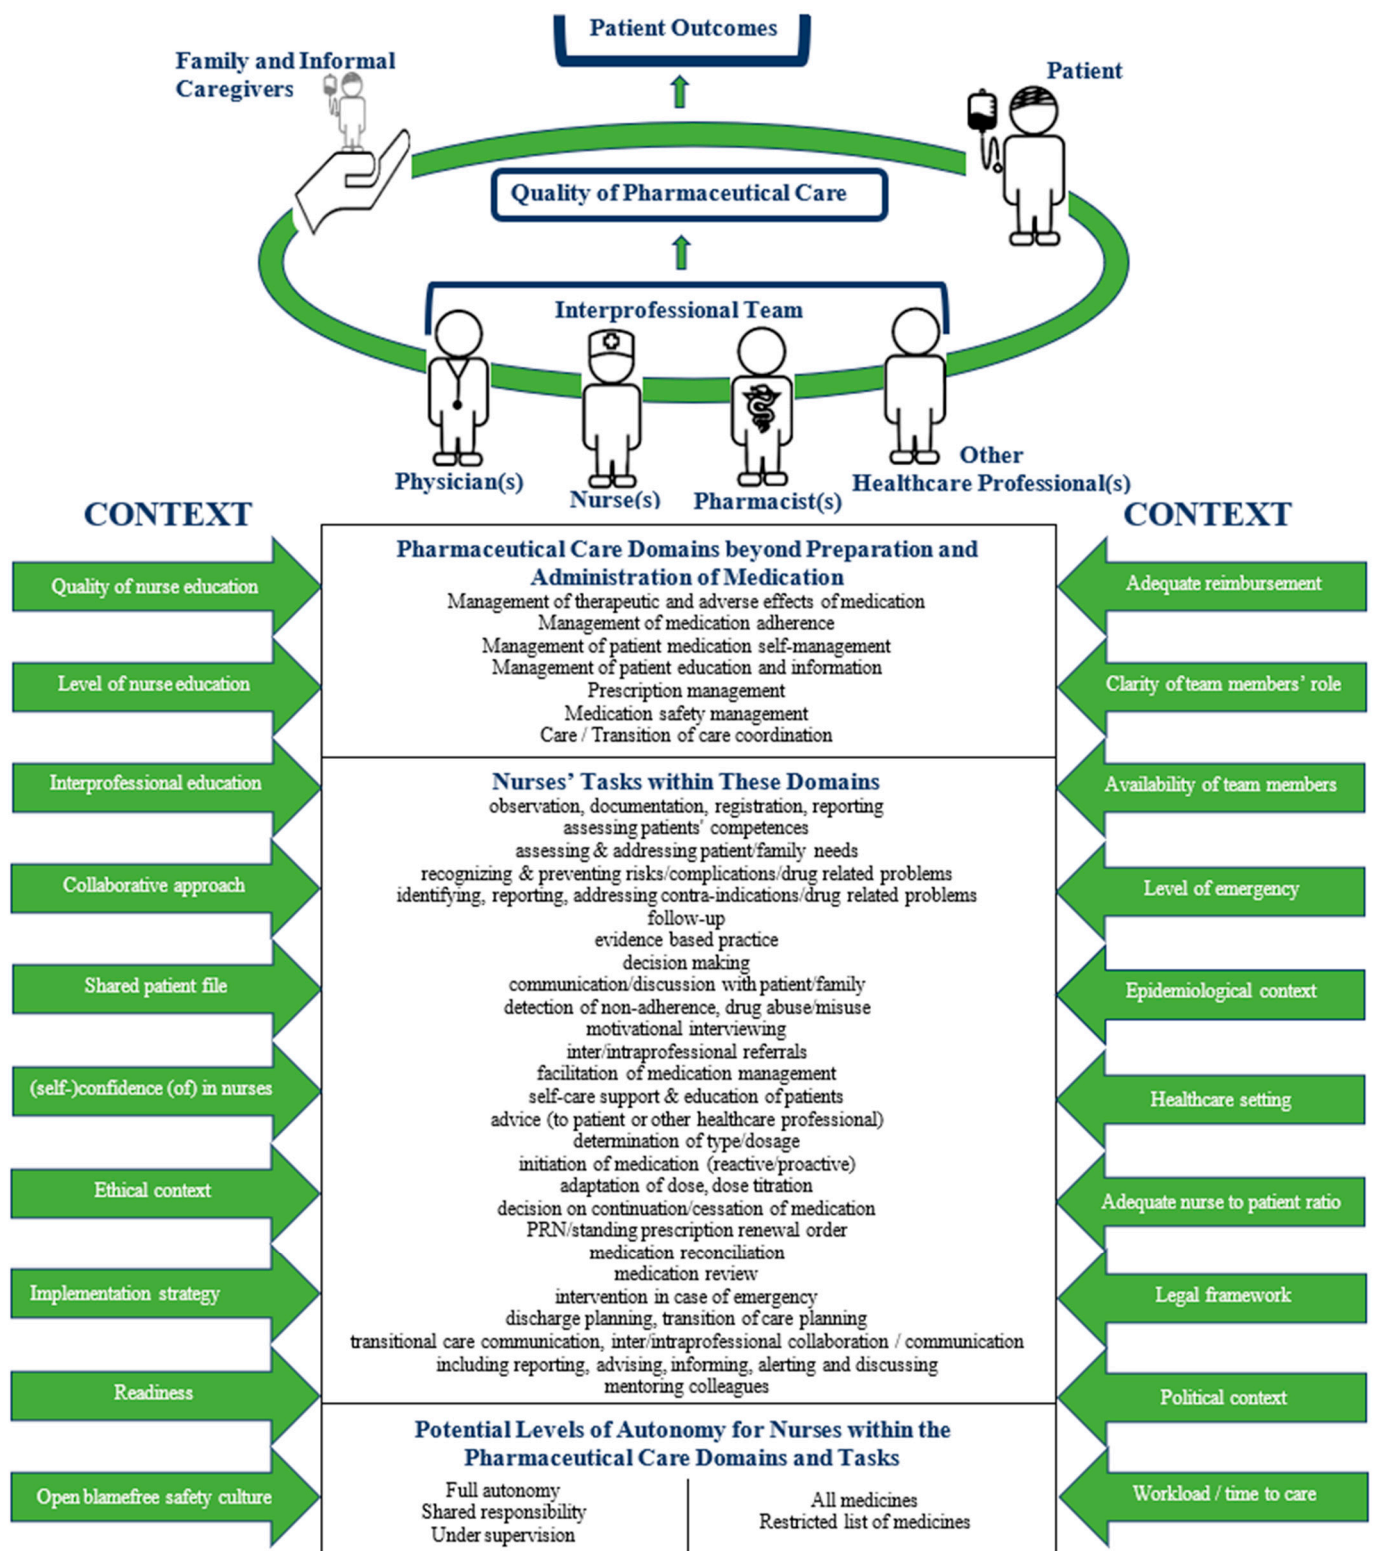 Patient Outcomes
Family and Informal
Caregivers
Patient
Quality of Pharmaceutical Care
Interprofessional Team
Physician(s)
Nurse(s)
Pharmacist(s)
Other
Healthcare Professional(s)
CONTEXT
Quality of nurse education
Level of nurse education
Interprofessional education
Collaborative approach
Shared patient file
(self-)confidence (of) in nurses
Ethical context
Implementation strategy
Readiness
Open blamefree safety culture
Pharmaceutical Care Domains beyond Preparation and
Administration of Medication
Management of therapeutic and adverse effects of medication
Management of medication adherence
Management of patient medication self-management
Management of patient education and information
Prescription management
Medication safety management
Care / Transition of care coordination
Nurses' Tasks within These Domains
observation, documentation, registration, reporting
assessing patients' competences
assessing & addressing patient/family needs
recognizing & preventing risks/complications/drug related problems
identifying, reporting, addressing contra-indications/drug related problems
follow-up
evidence based practice
decision making
communication/discussion with patient/family
detection of non-adherence, drug abuse/misuse
motivational interviewing
inter/intraprofessional referrals
facilitation of medication management
self-care support & education of patients
advice (to patient or other healthcare professional)
determination of type/dosage
initiation of medication (reactive/proactive)
adaptation of dose, dose titration
decision on continuation/cessation of medication
PRN/standing prescription renewal order
medication reconciliation
medication review
intervention in case of emergency
discharge planning, transition of care planning
transitional care communication, inter/intraprofessional collaboration / communication
including reporting, advising, informing, alerting and discussing
mentoring colleagues
Potential Levels of Autonomy for Nurses within the
Pharmaceutical Care Domains and Tasks
Full autonomy
Shared responsibility
Under supervision
All medicines
Restricted list of medicines
CONTEXT
Adequate reimbursement
Clarity of team members' role
Availability of team members
Level of emergency
Epidemiological context
Healthcare setting
Adequate nurse to patient ratio
Legal framework
Political context
Workload / time to care